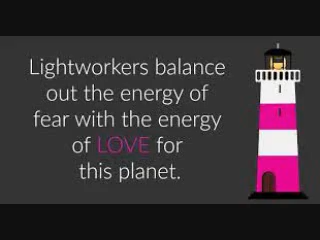 Lightworkers balance
out the energy of
fear with the energy
of LOVE for
this planet.